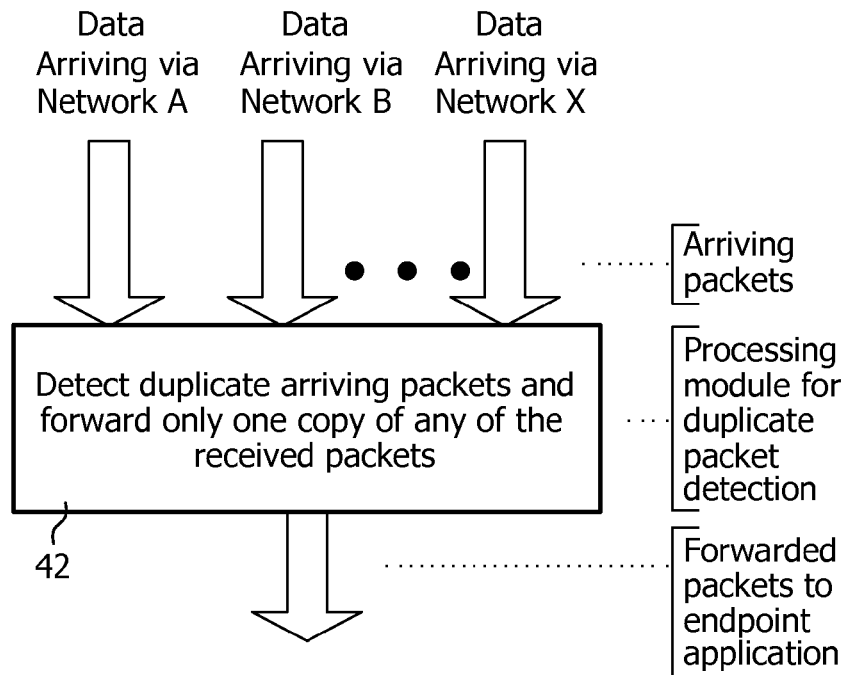 Data
Arriving via
Network A
Data
Arriving via
Network B
Data
Arriving via
Network X
Arriving
packets
Detect duplicate arriving packets and
forward only one copy of any of the
received packets
Processing
module for
duplicate
packet
detection
42
Forwarded
packets to
endpoint
application